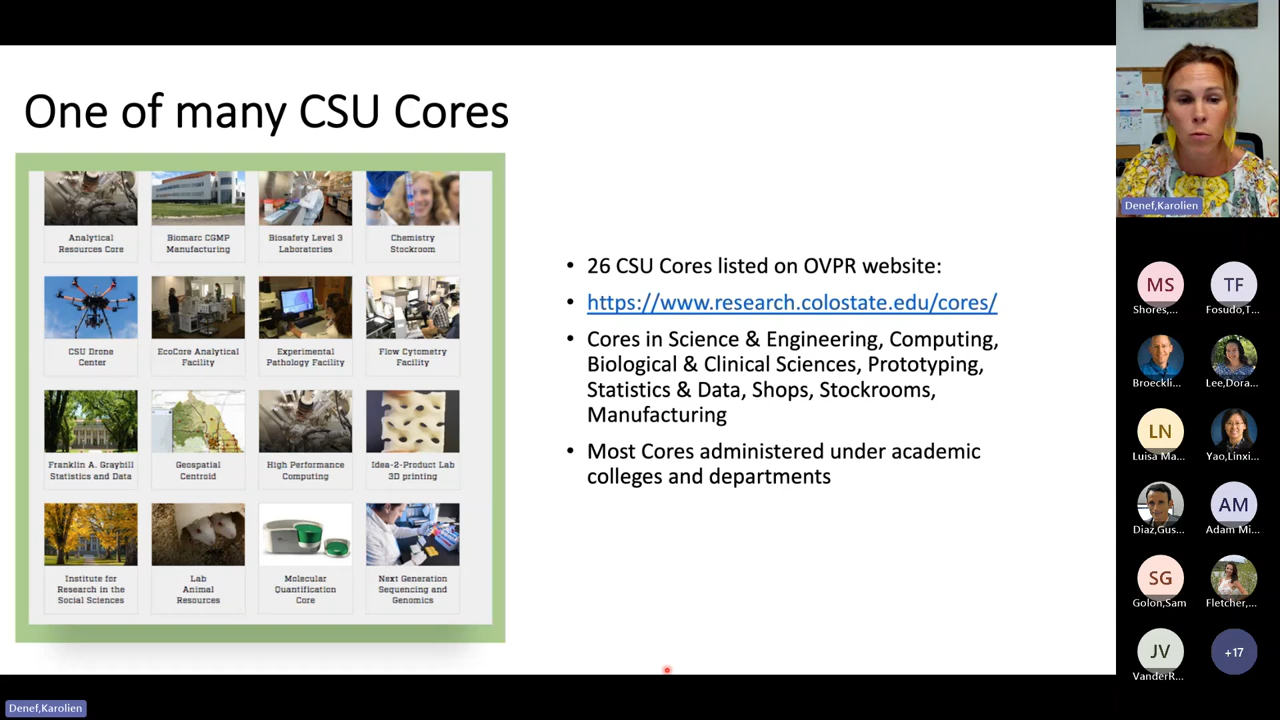 One of many CSU Cores
Analytical
Resources Core
Biomarc CGMP
Manufacturing
Biosafety Level 3
Laboratories
Chemistry
Stockroom
CSU Drone
Center
EcoCore Analytical
Facility
Experimental
Pathology Facility
Flow Cytometry
Facility
Franklin A. Graybill
Statistics and Data
Geospatial
Centroid
High Performance
Computing
Idea-2-Product Lab
3D printing
Institute for
Research in the
Social Sciences
Lab
Animal
Resources
Molecular
Quantification
Core
Next Generation
Sequencing and
Genomics
• 26 CSU Cores listed on OVPR website:
• https://www.research.colostate.edu/cores/
• Cores in Science & Engineering, Computing,
Biological & Clinical Sciences, Prototyping,
Statistics & Data, Shops, Stockrooms,
Manufacturing
• Most Cores administered under academic
colleges and departments
Denef,Karolien
MS
Shores,...
TF
Fosudo,T...
Broeckli...
Lee,Dora...
LN
Luisa Ma...
Yao,Linxi...
Diaz,Gus...
AM
Adam Mi...
SG
Golon,Sam
Fletcher,...
JV
VanderR...
+17
Denef,Karolien